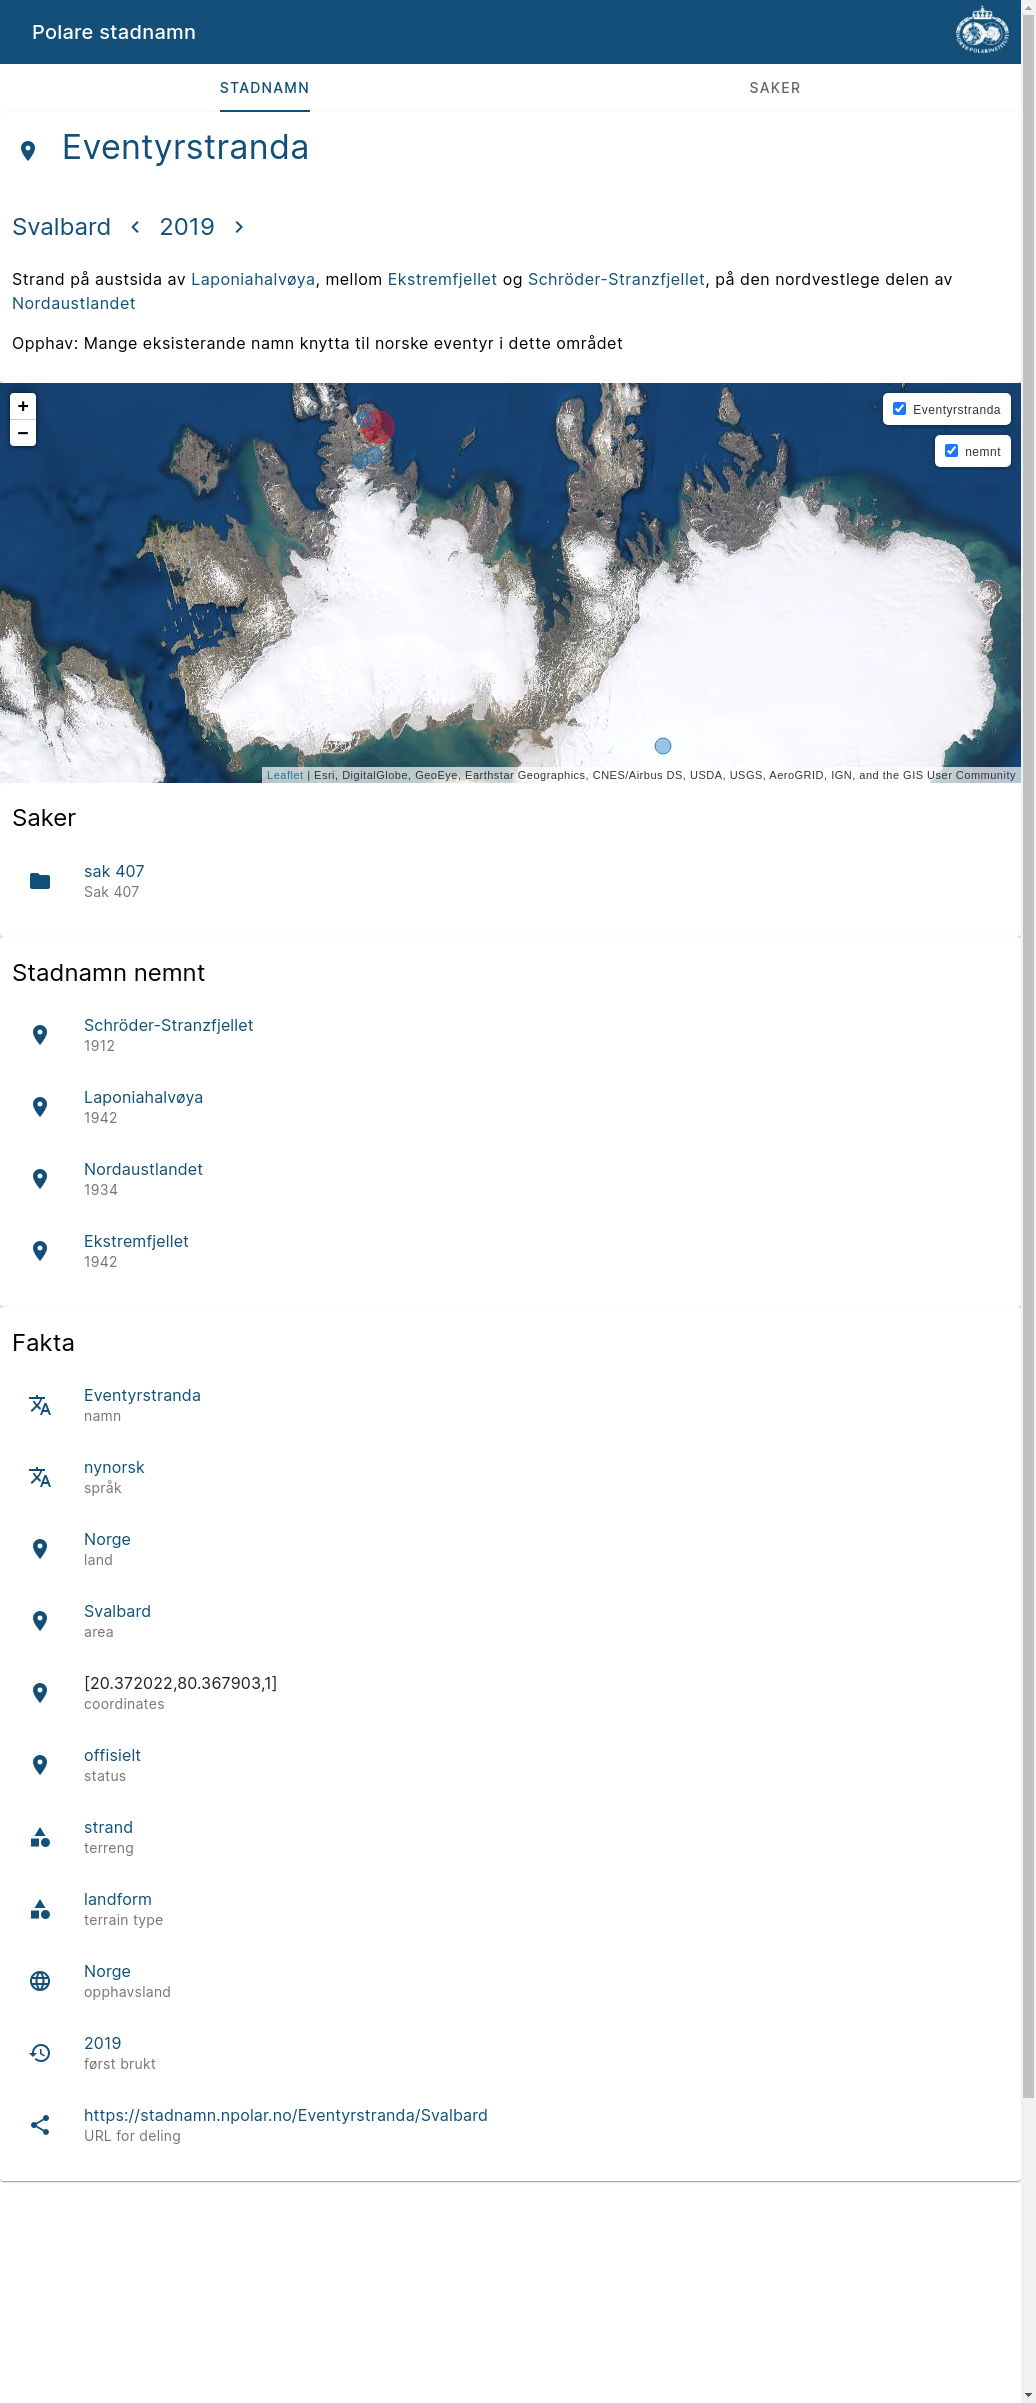 Polare stadnamn
STADNAMN
SAKER
Eventyrstranda
Svalbard 2019
Strand på austsida av Laponiahalvøya, mellom Ekstremfjellet og Schröder-Stranzfjellet, på den nordvestlege delen av
Nordaustlandet
Opphav: Mange eksisterande namn knytta til norske eventyr i dette området
+
−
Eventyrstranda
nemnt
Leaflet | Esri, DigitalGlobe, GeoEye, Earthstar Geographics, CNES/Airbus DS, USDA, USGS, AeroGRID, IGN, and the GIS User Community
Saker
sak 407
Sak 407
Stadnamn nemnt
Schröder-Stranzfjellet
1912
Laponiahalvøya
1942
Nordaustlandet
1934
Ekstremfjellet
1942
Fakta
Eventyrstranda
namn
nynorsk
språk
Norge
land
Svalbard
area
[20.372022,80.367903,1]
coordinates
offisielt
status
strand
terreng
landform
terrain type
Norge
opphavsland
2019
først brukt
https://stadnamn.npolar.no/Eventyrstranda/Svalbard
URL for deling